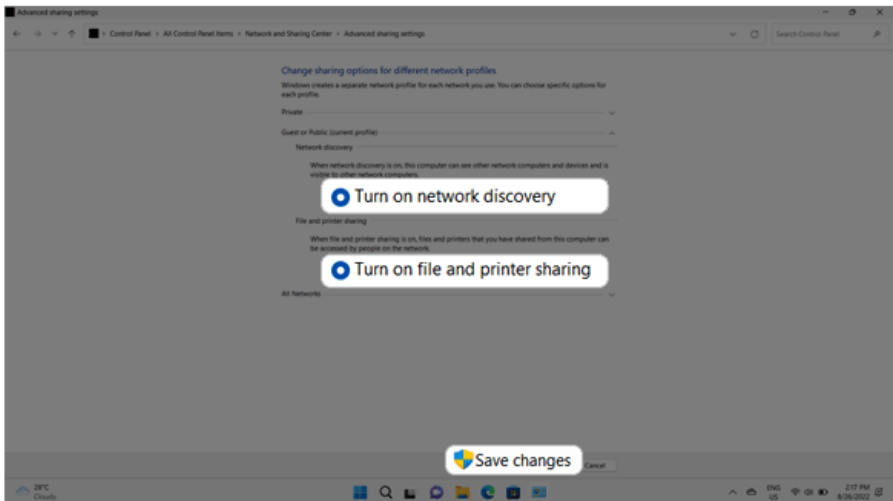 Advanced sharing settings
Control Panel > All Control Panel Items > Network and Sharing Center > Advanced sharing settings
Search Control Panel
Change sharing options for different network profiles
Windows creates a separate network profile for each network you use. You can choose specific options for
each profile.
Private
Guest or Public (current profile)
Network discovery
When network discovery is on, this computer can see other network computers and devices and is
visible to other network computers.
Turn on network discovery
File and printer sharing
When file and printer sharing is on, files and printers that you have shared from this computer can
be accessed by people on the network.
Turn on file and printer sharing
All Networks
Save changes
Cancel
28°C
Cloudy
ENG
US
2:17 PM
8/26/2022